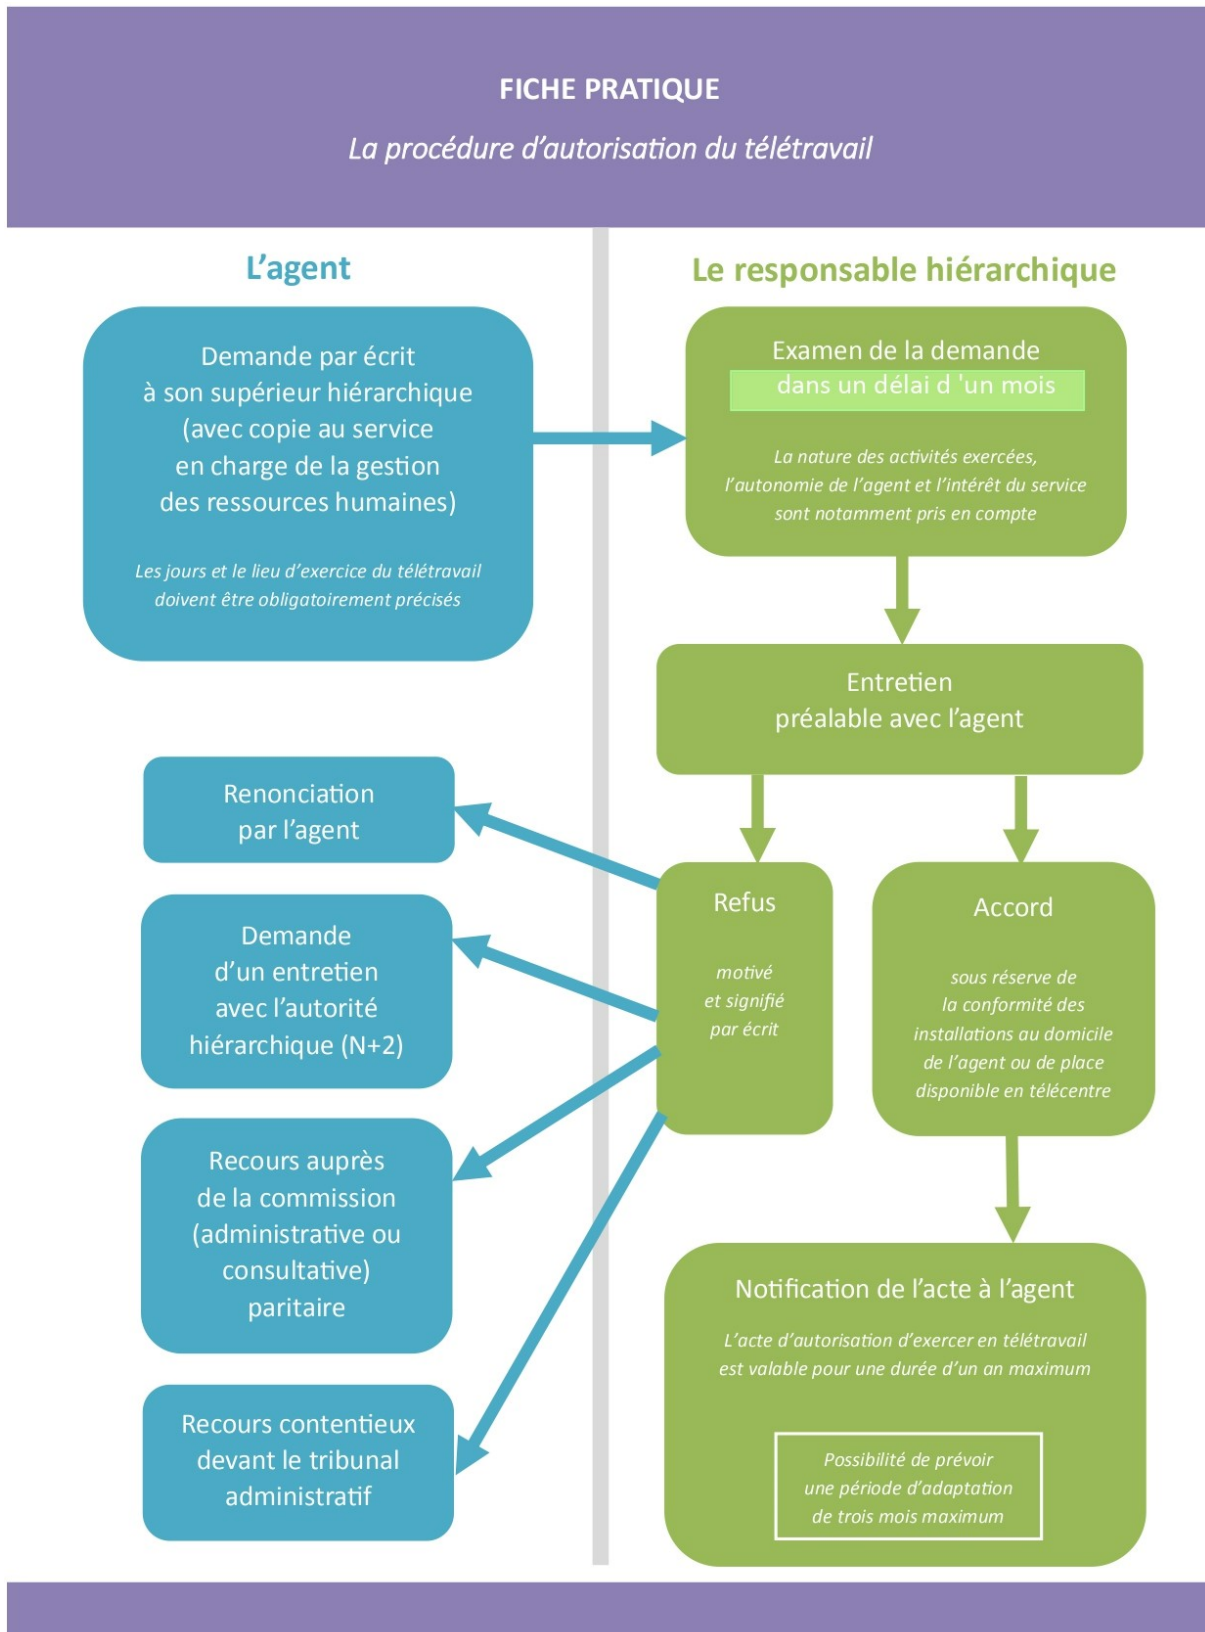 FICHE PRATIQUE
La procédure d’autorisation du télétravail
L’agent
Demande par écrit
à son supérieur hiérarchique
(avec copie au service
en charge de la gestion
des ressources humaines)
Les jours et le lieu d’exercice du télétravail
doivent être obligatoirement précisés
Le responsable hiérarchique
Examen de la demande
dans un délai d 'un mois
La nature des activités exercées,
l’autonomie de l’agent et l’intérêt du service
sont notamment pris en compte
Entretien
préalable avec l’agent
Refus
motivé
et signifié
par écrit
Accord
sous réserve de
la conformité des
installations au domicile
de l’agent ou de place
disponible en télécentre
Renonciation
par l’agent
Demande
d’un entretien
avec l’autorité
hiérarchique (N+2)
Recours auprès
de la commission
(administrative ou
consultative)
paritaire
Recours contentieux
devant le tribunal
administratif
Notification de l’acte à l’agent
L’acte d’autorisation d’exercer en télétravail
est valable pour une durée d’un an maximum
Possibilité de prévoir
une période d’adaptation
de trois mois maximum